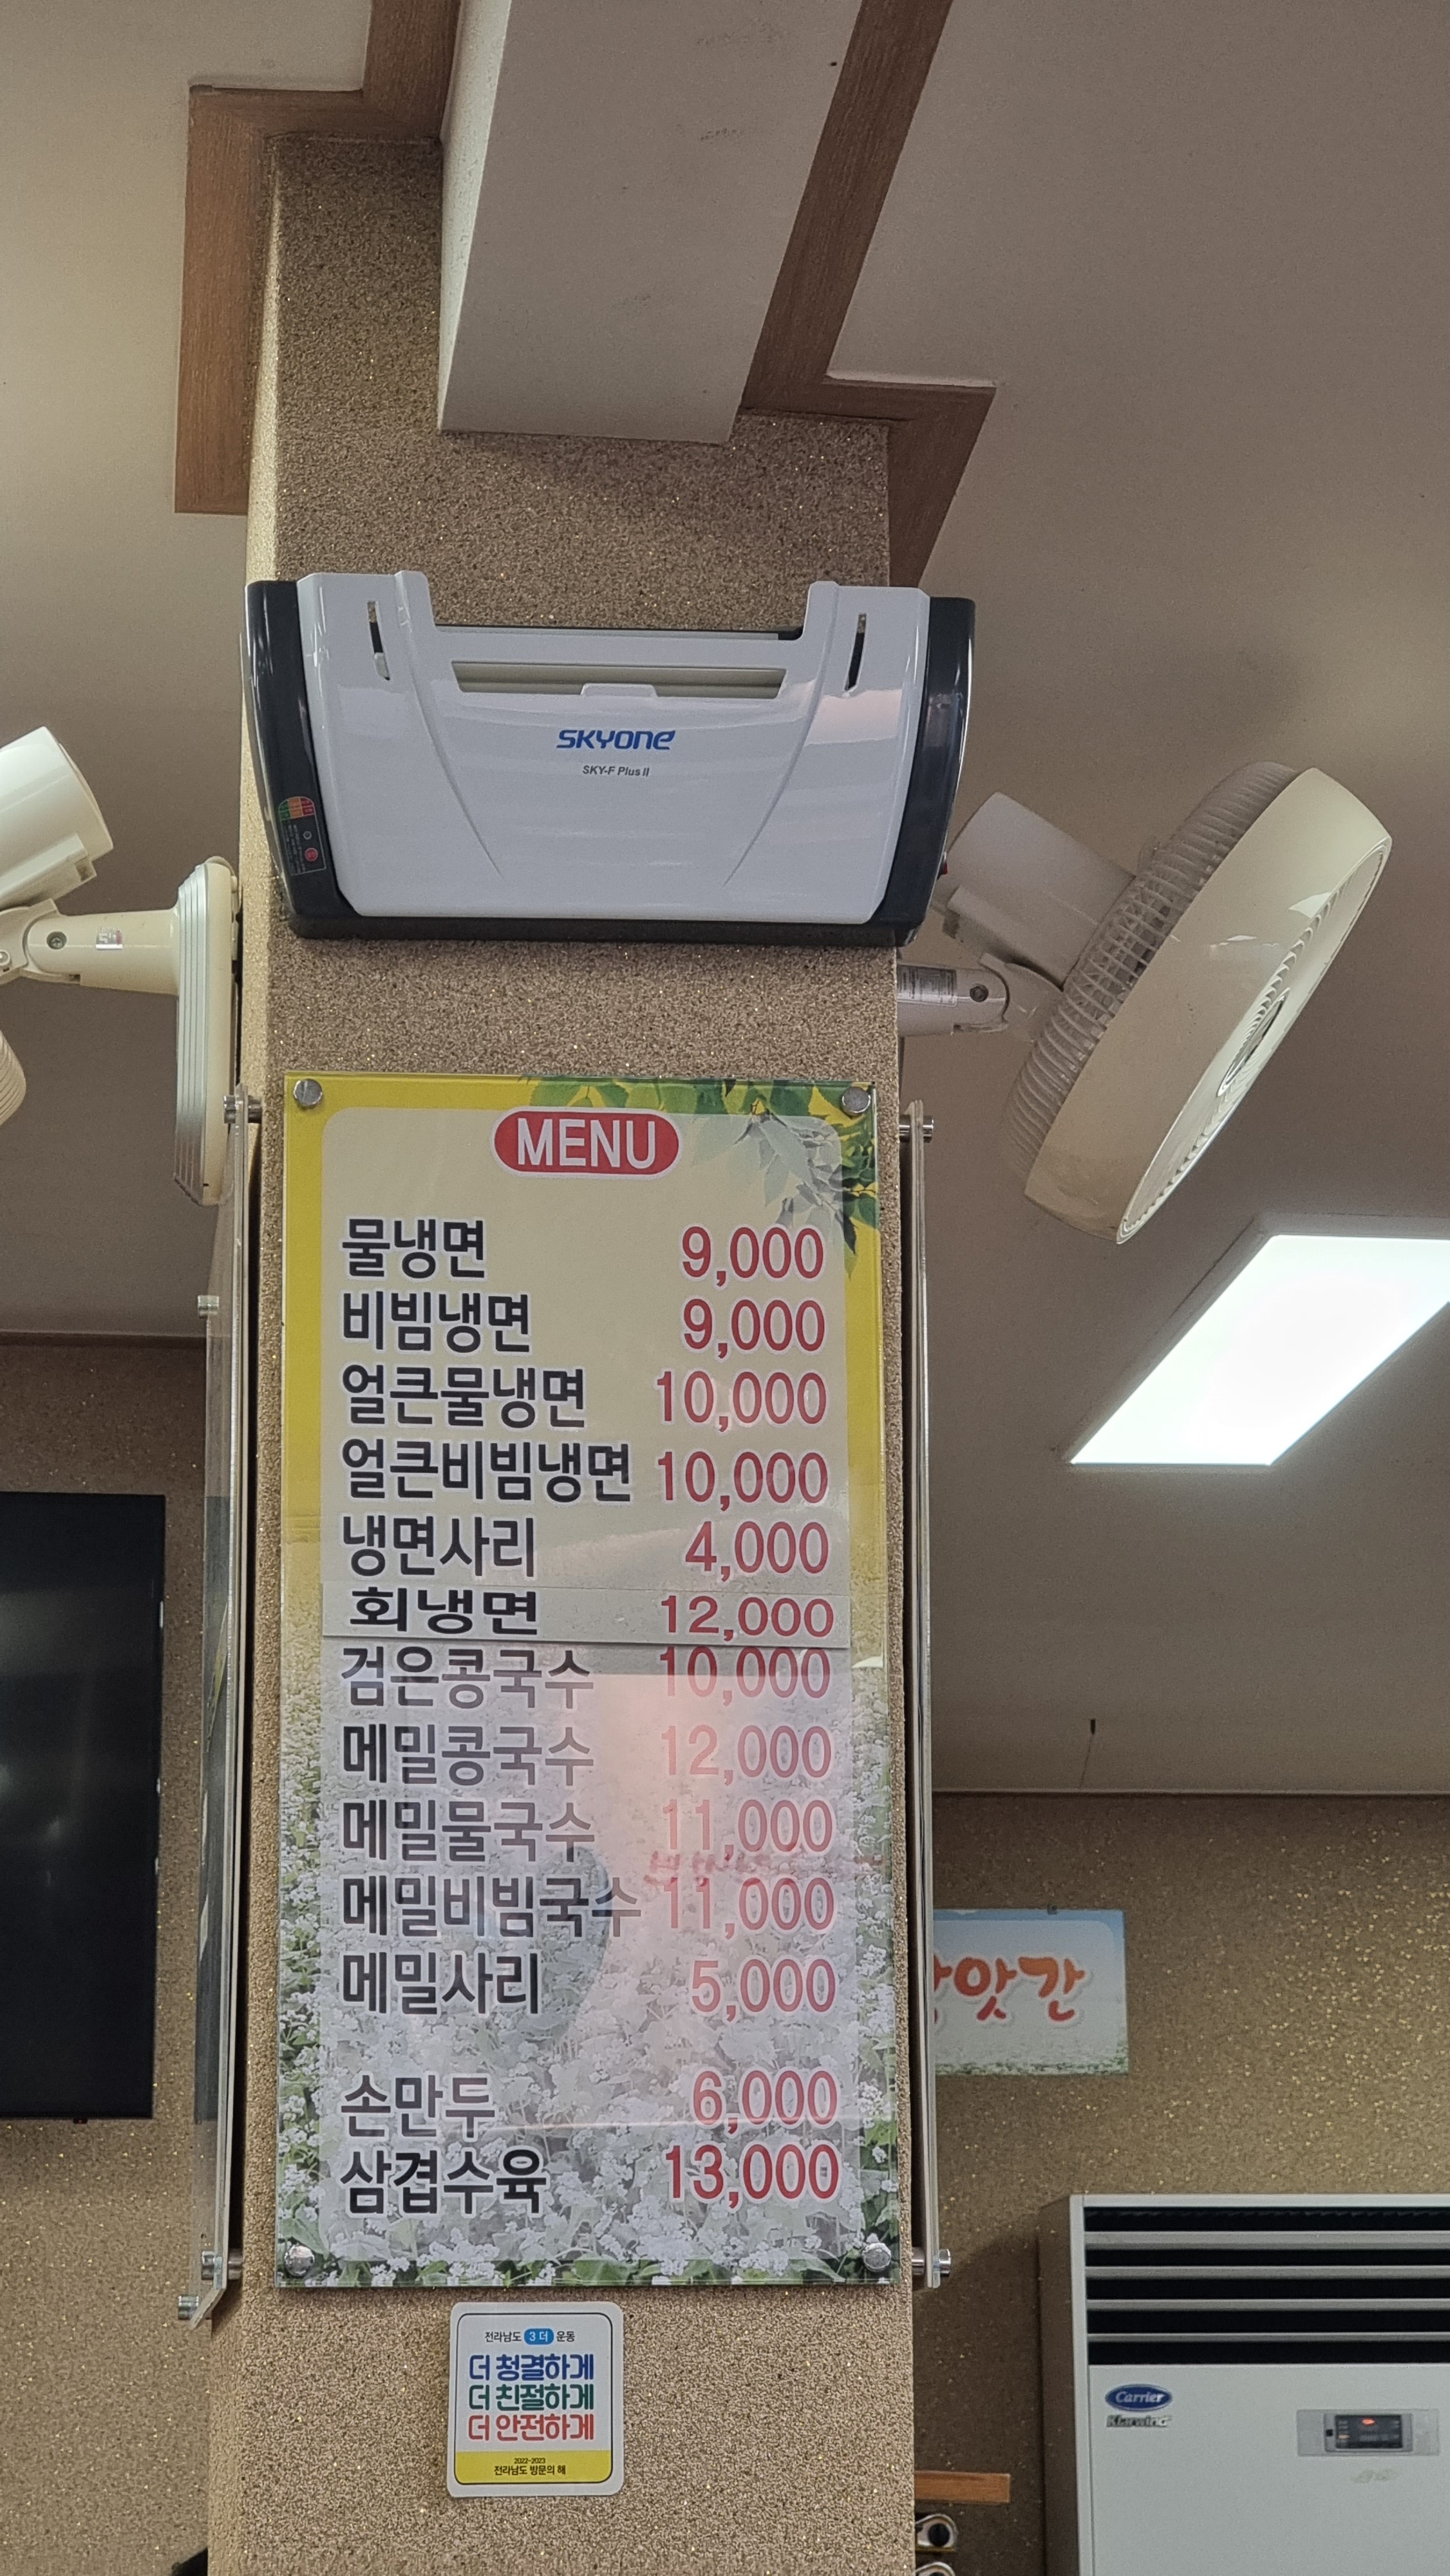 SKYONE
SKY-F Plus II
MENU
물냉면 9,000
비빔냉면 9,000
얼큰물냉면 10,000
얼큰비빔냉면 10,000
냉면사리 4,000
회냉면 12,000
검은콩국수 10,000
메밀콩국수 12,000
메밀물국수 11,000
메밀비빔국수 11,000
메밀사리 5,000
손만두 6,000
삼겹수육 13,000
앗간
전라남도 3 더 운동
더 청결하게
더 친절하게
더 안전하게
2022-2023
전라남도 방문의 해
Carrier
Klarwind